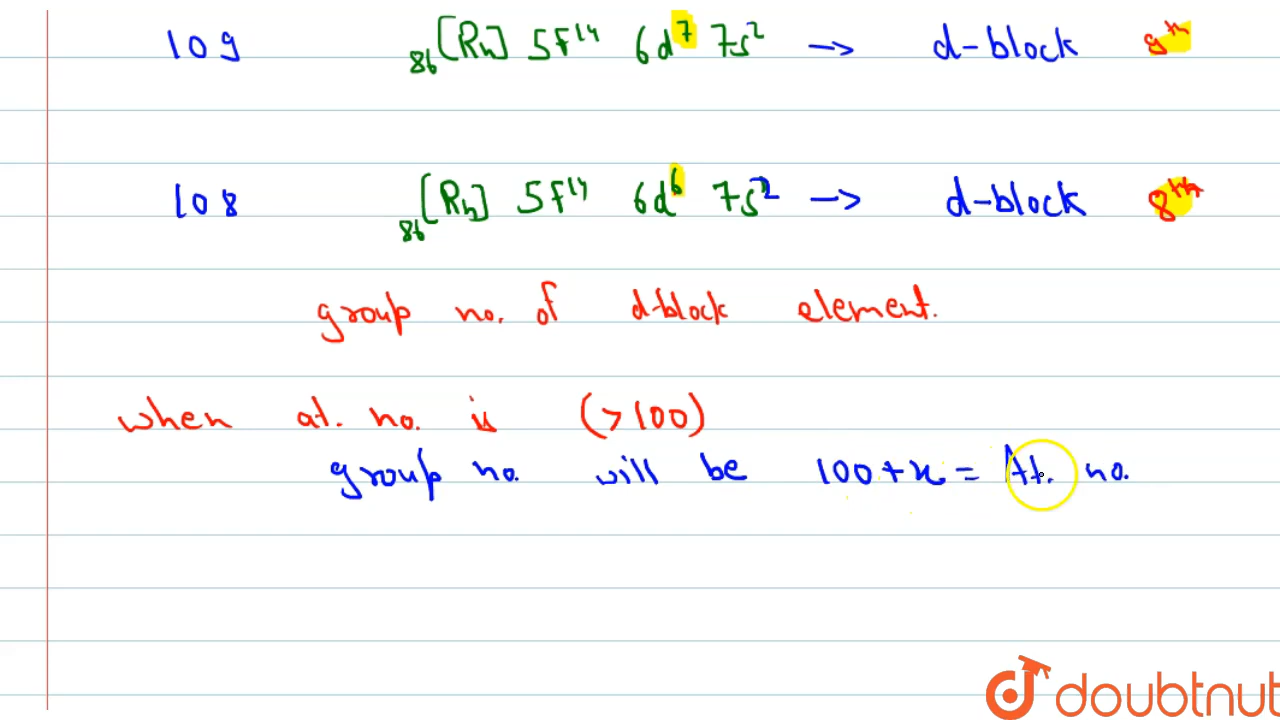 109 86[Rn] 5f14 6d7 7s2 → d-block 9th
108 86[Rn] 5f14 6d6 7s2 → d-block 8th
group no. of d-block element.
when at. no. is (>100)
group no. will be 100+x = At. no.
doubtnut